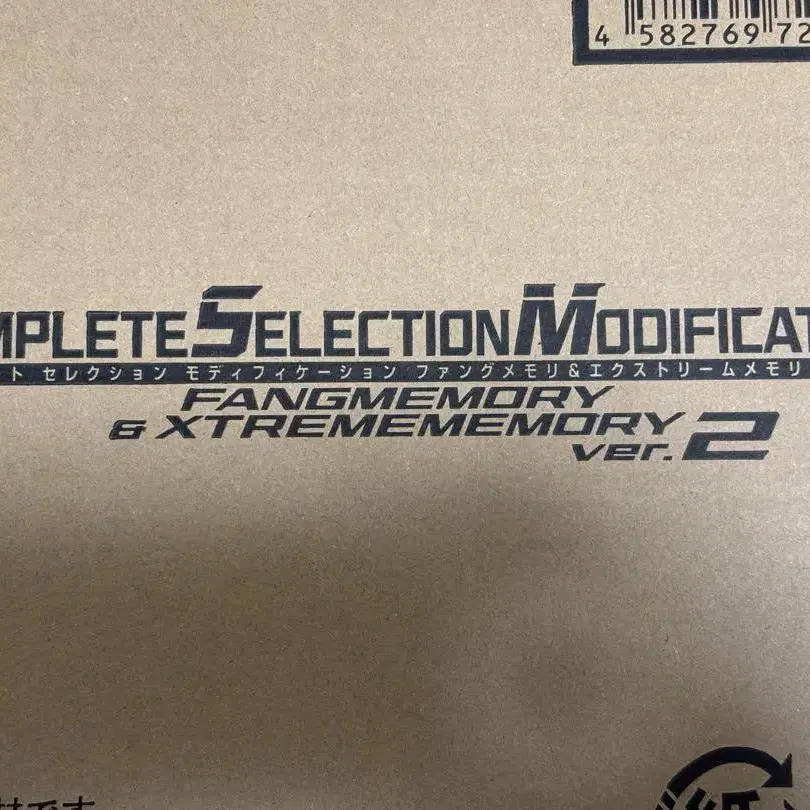 4 582769 72
MPLETE SELECTION MODIFICAT
ト セレクション モディフィケーション ファングメモリ&エクストリームメモリ
FANGMEMORY
& XTREMEMEMORY
ver.2
です